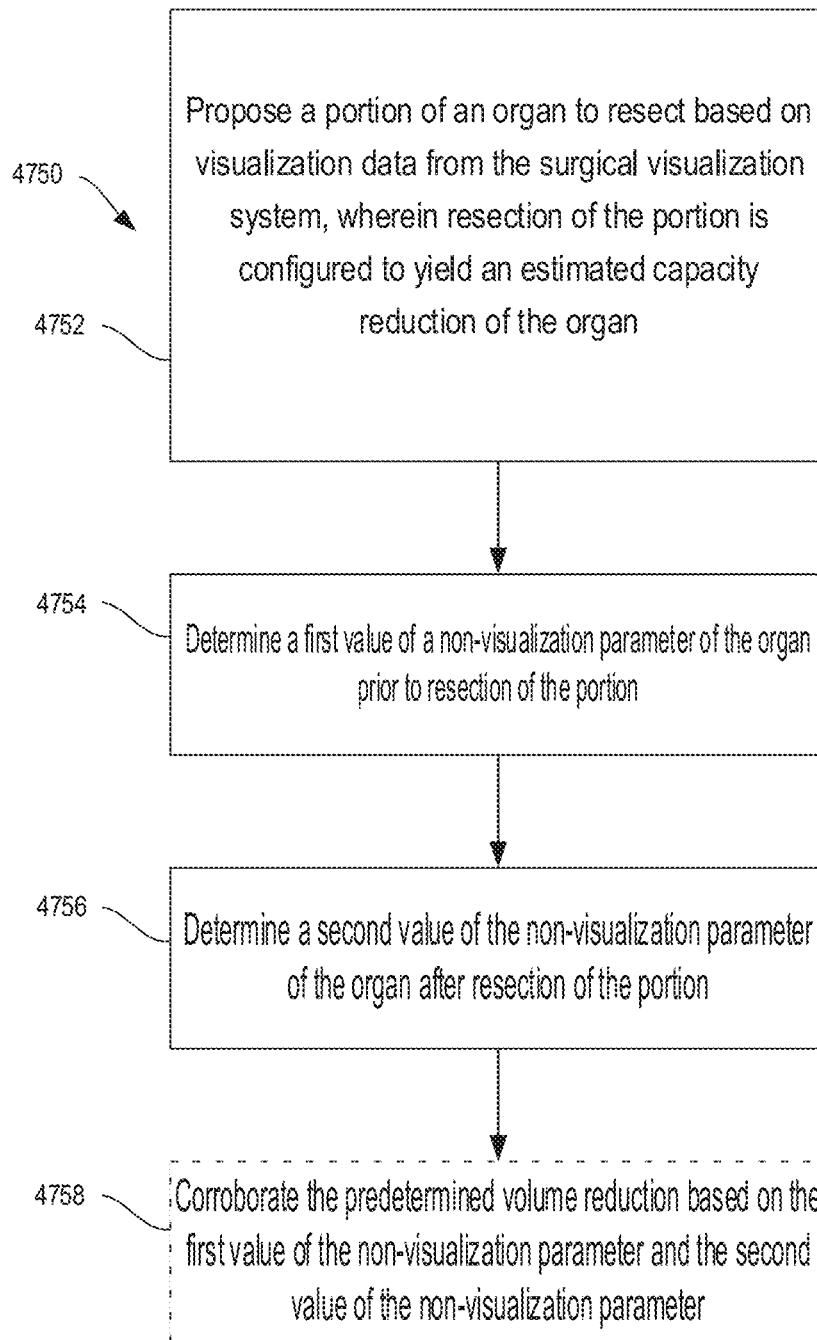 4750
4752
Propose a portion of an organ to resect based on
visualization data from the surgical visualization
system, wherein resection of the portion is
configured to yield an estimated capacity
reduction of the organ
4754
Determine a first value of a non-visualization parameter of the organ
prior to resection of the portion
4756
Determine a second value of the non-visualization parameter
of the organ after resection of the portion
4758
Corroborate the predetermined volume reduction based on the
first value of the non-visualization parameter and the second
value of the non-visualization parameter